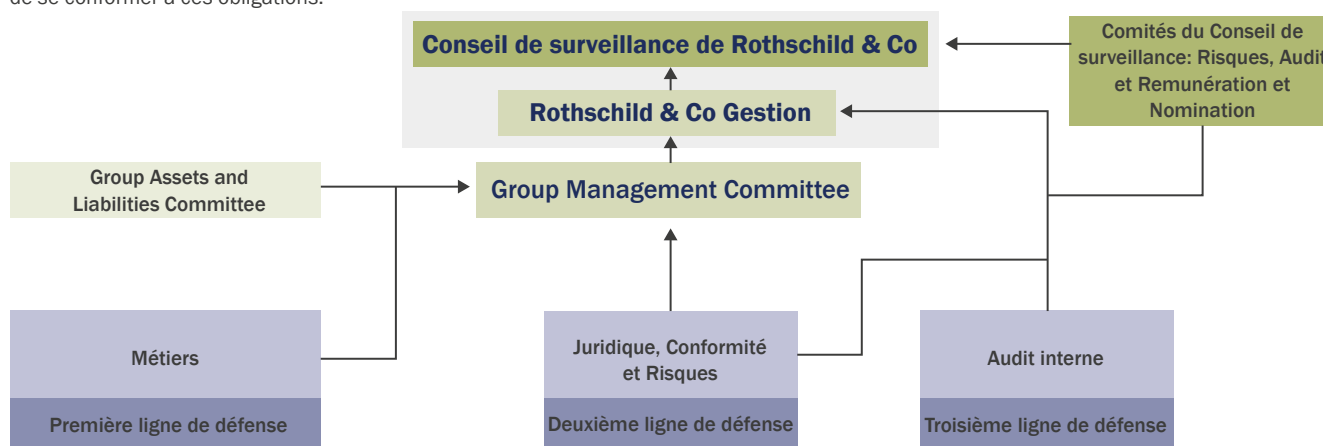 de se conformer à ces obligations.
Conseil de surveillance de Rothschild & Co
Comités du Conseil de
surveillance: Risques, Audit
et Remunération et
Nomination
Rothschild & Co Gestion
Group Assets and
Liabilities Committee
Group Management Committee
Métiers
Juridique, Conformité
et Risques
Audit interne
Première ligne de défense
Deuxième ligne de défense
Troisième ligne de défense